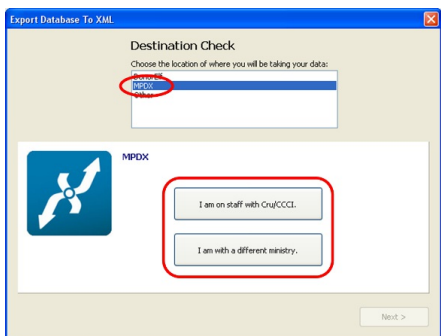 Export Database To XML
Destination Check
Choose the location of where you will be taking your data:
DonorElf
MPDX
Other
MPDX
I am on staff with Cru/CCCI.
I am with a different ministry.
Next >